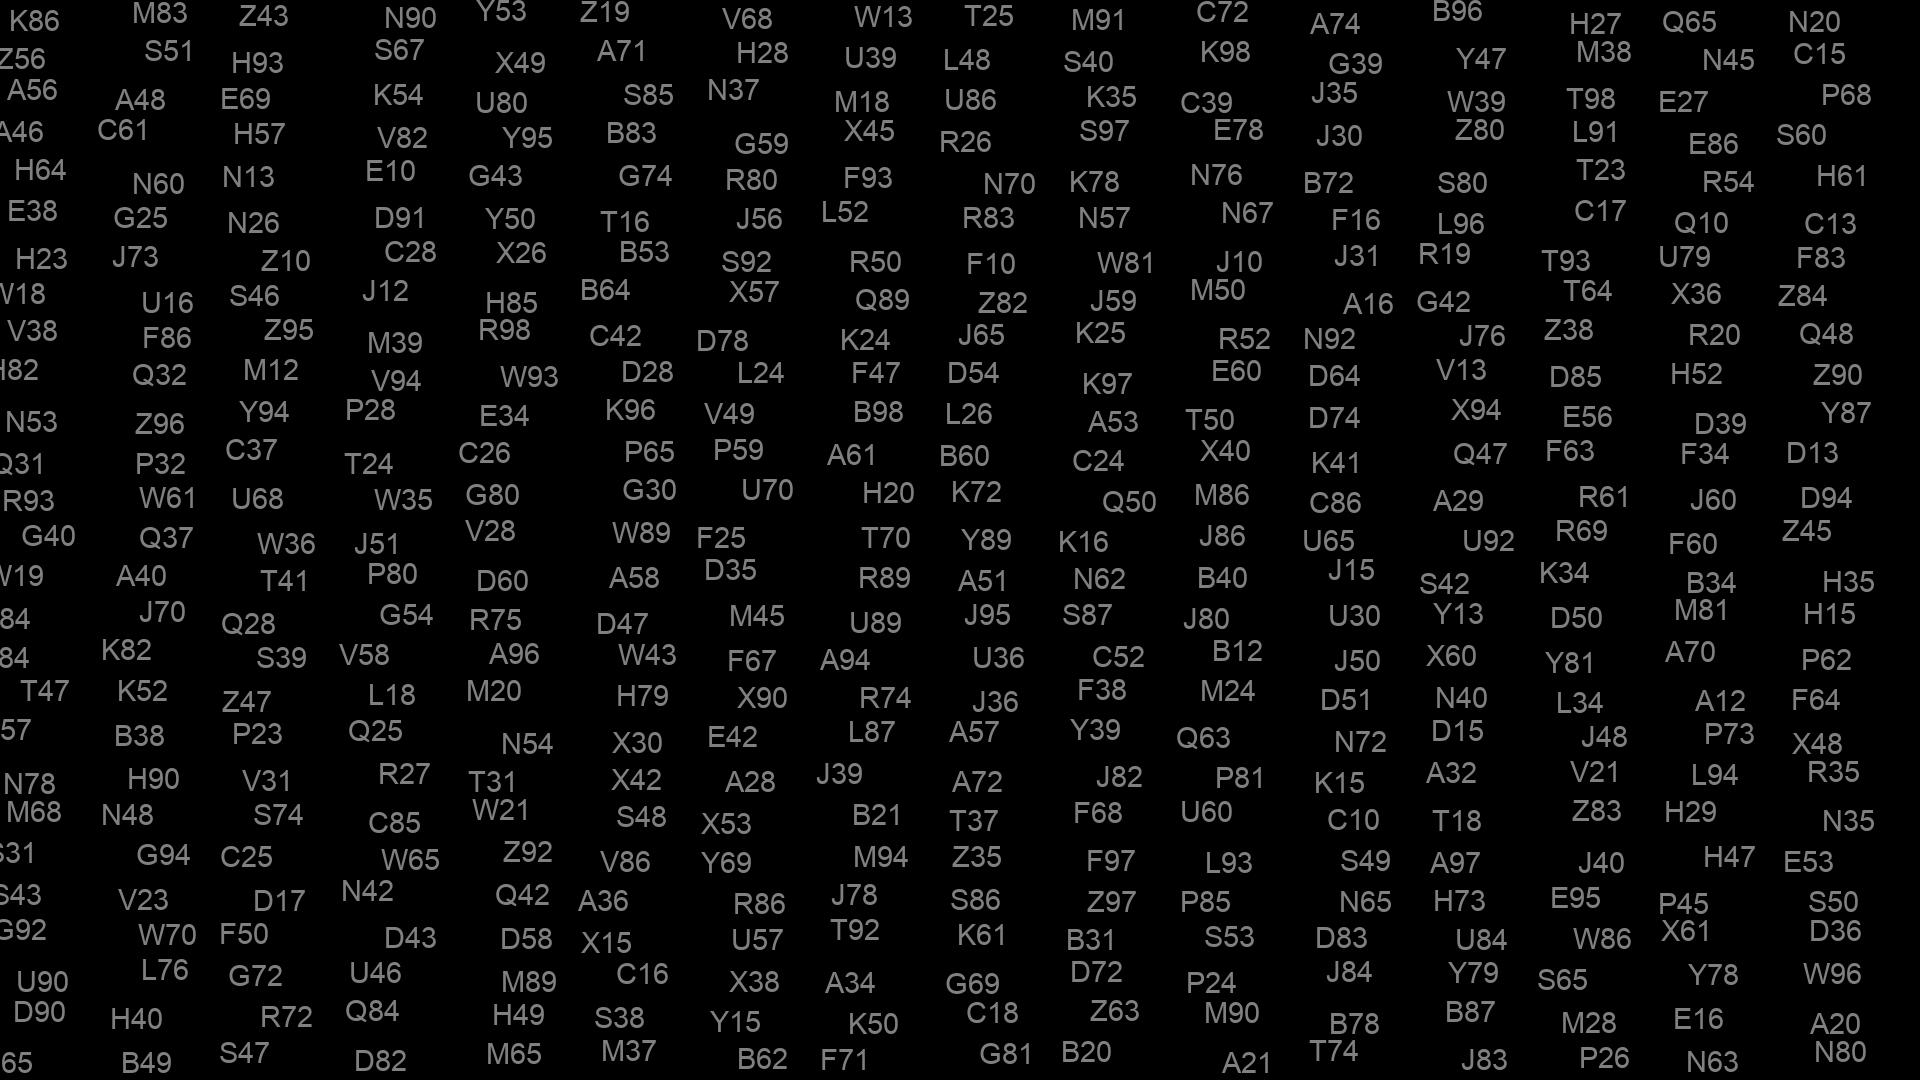 K86 M83 Z43 N90 Y53 Z19 V68 W13 T25 M91 C72 A74 B96 H27 Q65 N20
Z56 S51 H93 S67 X49 A71 H28 U39 L48 S40 K98 G39 Y47 M38 N45 C15
A56 A48 E69 K54 U80 S85 N37 M18 U86 K35 C39 J35 W39 T98 E27 P68
A46 C61 H57 V82 Y95 B83 G59 X45 R26 S97 E78 J30 Z80 L91 E86 S60
H64 N60 N13 E10 G43 G74 R80 F93 N70 K78 N76 B72 S80 T23 R54 H61
E38 G25 N26 D91 Y50 T16 J56 L52 R83 N57 N67 F16 L96 C17 Q10 C13
H23 J73 Z10 C28 X26 B53 S92 R50 F10 W81 J10 J31 R19 T93 U79 F83
W18 U16 S46 J12 H85 B64 X57 Q89 Z82 J59 M50 A16 G42 T64 X36 Z84
V38 F86 Z95 M39 R98 C42 D78 K24 J65 K25 R52 N92 J76 Z38 R20 Q48
H82 Q32 M12 V94 W93 D28 L24 F47 D54 K97 E60 D64 V13 D85 H52 Z90
N53 Z96 Y94 P28 E34 K96 V49 B98 L26 A53 T50 D74 X94 E56 D39 Y87
Q31 P32 C37 T24 C26 P65 P59 A61 B60 C24 X40 K41 Q47 F63 F34 D13
R93 W61 U68 W35 G80 G30 U70 H20 K72 Q50 M86 C86 A29 R61 J60 D94
G40 Q37 W36 J51 V28 W89 F25 T70 Y89 K16 J86 U65 U92 R69 F60 Z45
W19 A40 T41 P80 D60 A58 D35 R89 A51 N62 B40 J15 S42 K34 B34 H35
84 J70 Q28 G54 R75 D47 M45 U89 J95 S87 J80 U30 Y13 D50 M81 H15
84 K82 S39 V58 A96 W43 F67 A94 U36 C52 B12 J50 X60 Y81 A70 P62
T47 K52 Z47 L18 M20 H79 X90 R74 J36 F38 M24 D51 N40 L34 A12 F64
57 B38 P23 Q25 N54 X30 E42 L87 A57 Y39 Q63 N72 D15 J48 P73 X48
N78 H90 V31 R27 T31 X42 A28 J39 A72 J82 P81 K15 A32 V21 L94 R35
M68 N48 S74 C85 W21 S48 X53 B21 T37 F68 U60 C10 T18 Z83 H29 N35
S31 G94 C25 W65 Z92 V86 Y69 M94 Z35 F97 L93 S49 A97 J40 H47 E53
S43 V23 D17 N42 Q42 A36 R86 J78 S86 Z97 P85 N65 H73 E95 P45 S50
G92 W70 F50 D43 D58 X15 U57 T92 K61 B31 S53 D83 U84 W86 X61 D36
U90 L76 G72 U46 M89 C16 X38 A34 G69 D72 P24 J84 Y79 S65 Y78 W96
D90 H40 R72 Q84 H49 S38 Y15 K50 C18 Z63 M90 B78 B87 M28 E16 A20
65 B49 S47 D82 M65 M37 B62 F71 G81 B20 A21 T74 J83 P26 N63 N80